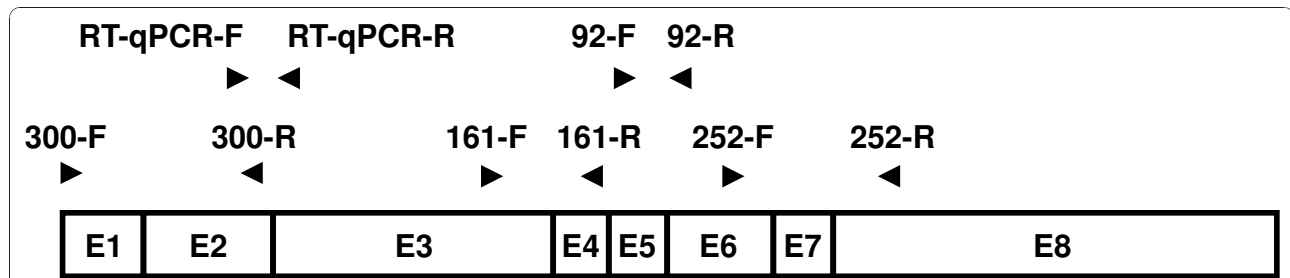 RT-qPCR-F RT-qPCR-R 92-F 92-R
300-F 300-R 161-F 161-R 252-F 252-R
E1 E2 E3 E4 E5 E6 E7 E8